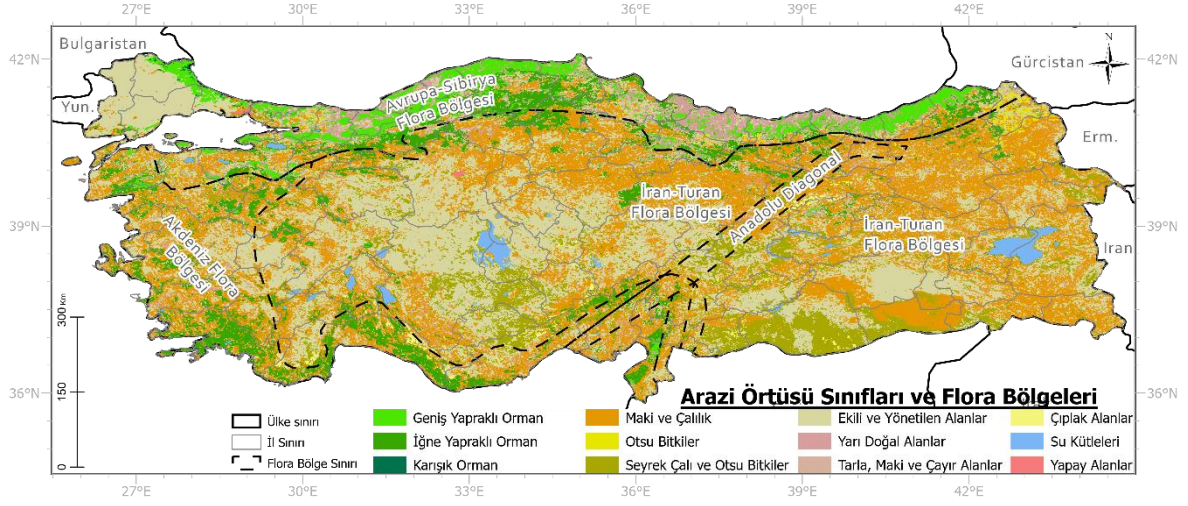 27°E 30°E 33°E 36°E 39°E 42°E
Bulgaristan
42°N
N
Gürcistan
42°N
Yun.
Avrupa-Sibirya
Flora Bölgesi
Erm.
İran-Turan
Flora Bölgesi
Anadolu Diagonal
39°N
Akdeniz Flora
Bölgesi
İran-Turan
Flora Bölgesi
Iran
39°N
300 Km
150
0
36°N
36°N
Arazi Örtüsü Sınıfları ve Flora Bölgeleri
Ülke sınırı
İl Sınırı
Flora Bölge Sınırı
Geniş Yapraklı Orman
İğne Yapraklı Orman
Karışık Orman
Maki ve Çalılık
Otsu Bitkiler
Seyrek Çalı ve Otsu Bitkiler
Ekili ve Yönetilen Alanlar
Yarı Doğal Alanlar
Tarla, Maki ve Çayır Alanlar
Çıplak Alanlar
Su Kütleleri
Yapay Alanlar
27°E 30°E 33°E 36°E 39°E 42°E